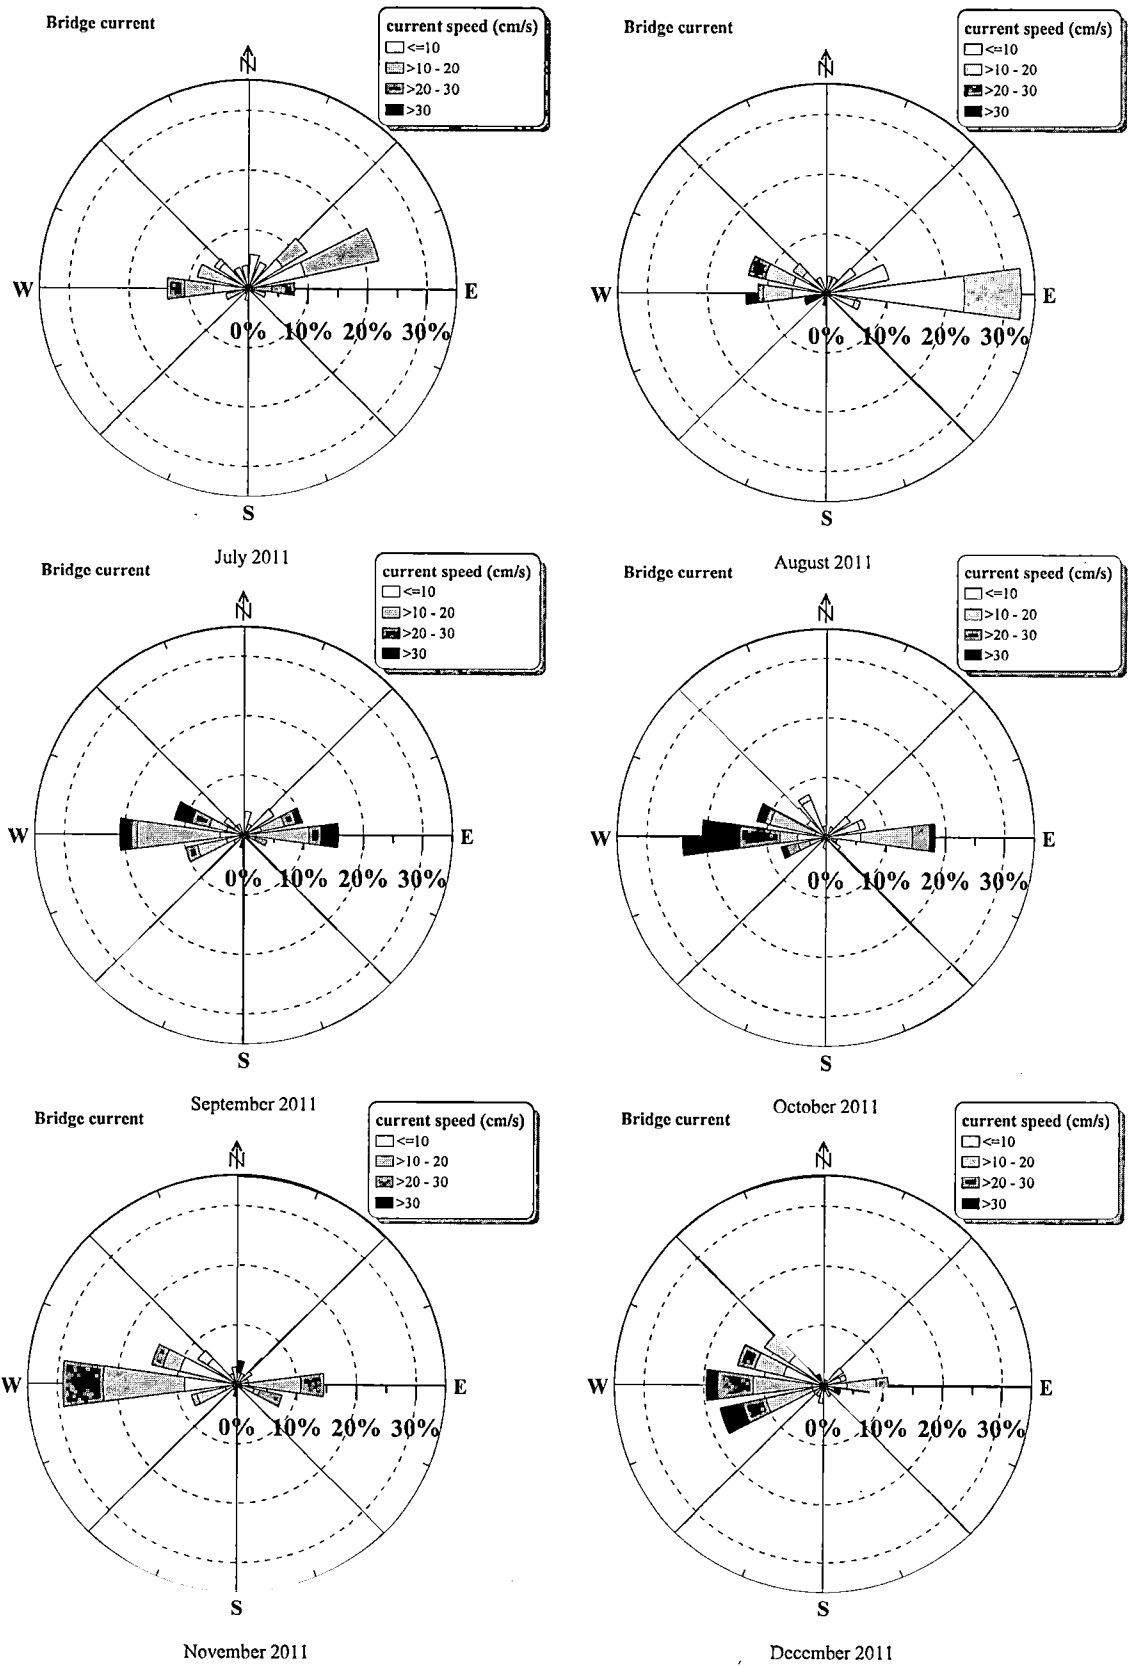 Bridge current
current speed (cm/s)
<=10
>10 - 20
>20 - 30
>30
N
W
E
0% 10% 20% 30%
S
July 2011
Bridge current
current speed (cm/s)
<=10
>10 - 20
>20 - 30
>30
N
W
E
0% 10% 20% 30%
S
August 2011
Bridge current
current speed (cm/s)
<=10
>10 - 20
>20 - 30
>30
N
W
E
0% 10% 20% 30%
S
September 2011
Bridge current
current speed (cm/s)
<=10
>10 - 20
>20 - 30
>30
N
W
E
0% 10% 20% 30%
S
October 2011
Bridge current
current speed (cm/s)
<=10
>10 - 20
>20 - 30
>30
N
W
E
0% 10% 20% 30%
S
November 2011
Bridge current
current speed (cm/s)
<=10
>10 - 20
>20 - 30
>30
N
W
E
0% 10% 20% 30%
S
December 2011